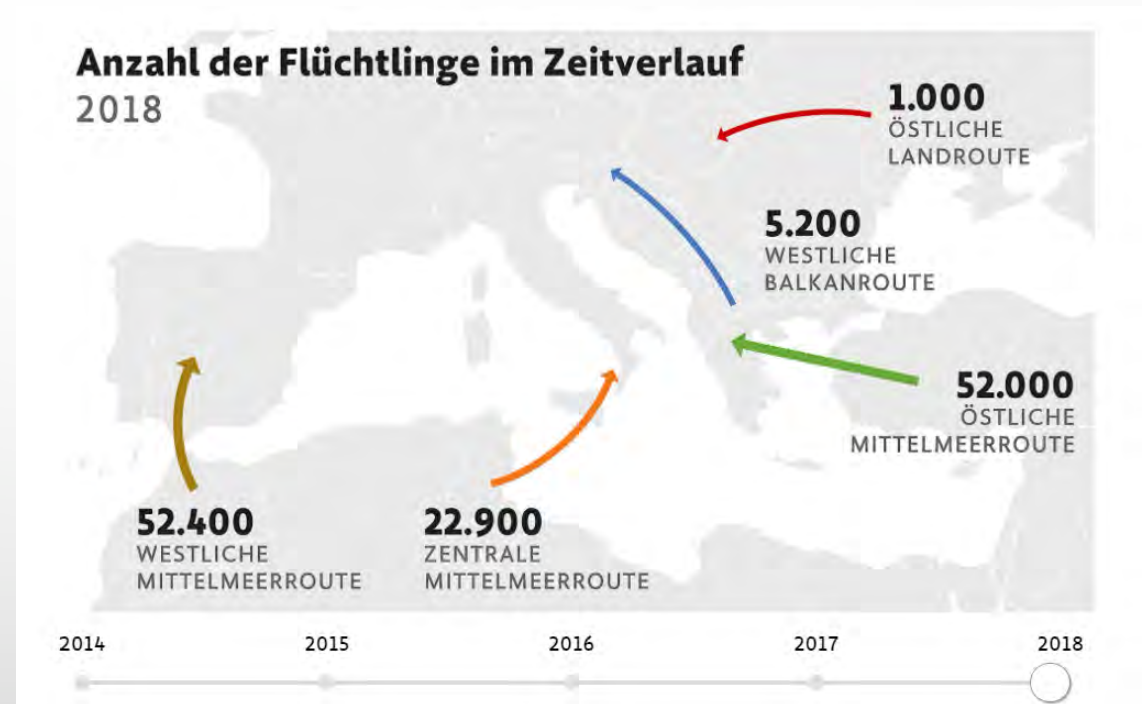 Anzahl der Flüchtlinge im Zeitverlauf
2018
1.000
ÖSTLICHE
LANDROUTE
5.200
WESTLICHE
BALKANROUTE
52.000
ÖSTLICHE
MITTELMEERROUTE
52.400
WESTLICHE
MITTELMEERROUTE
22.900
ZENTRALE
MITTELMEERROUTE
2014 2015 2016 2017 2018